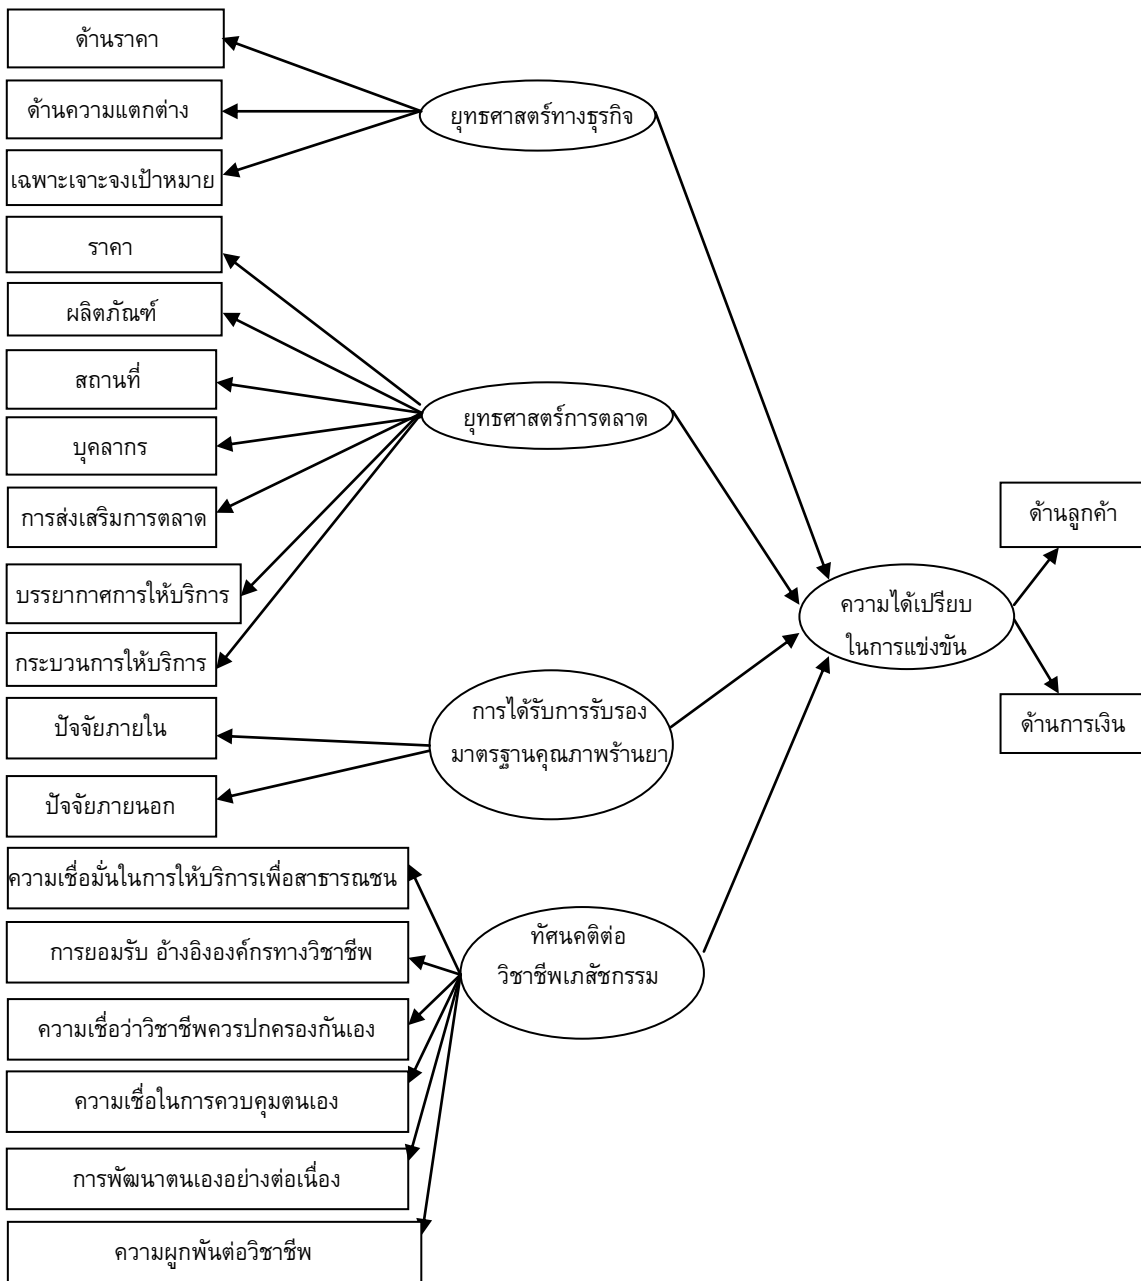 ด้านราคา
ด้านความแตกต่าง
เฉพาะเจาะจงเป้าหมาย
ยุทธศาสตร์ทางธุรกิจ
ราคา
ผลิตภัณฑ์
สถานที่
บุคลากร
การส่งเสริมการตลาด
บรรยากาศการให้บริการ
กระบวนการให้บริการ
ยุทธศาสตร์การตลาด
ปัจจัยภายใน
ปัจจัยภายนอก
การได้รับการรับรอง
มาตรฐานคุณภาพร้านยา
ความเชื่อมั่นในการให้บริการเพื่อสาธารณชน
การยอมรับ อ้างอิงองค์กรทางวิชาชีพ
ความเชื่อว่าวิชาชีพควรปกครองกันเอง
ความเชื่อในการควบคุมตนเอง
การพัฒนาตนเองอย่างต่อเนื่อง
ความผูกพันต่อวิชาชีพ
ทัศนคติต่อ
วิชาชีพเภสัชกรรม
ความได้เปรียบ
ในการแข่งขัน
ด้านลูกค้า
ด้านการเงิน